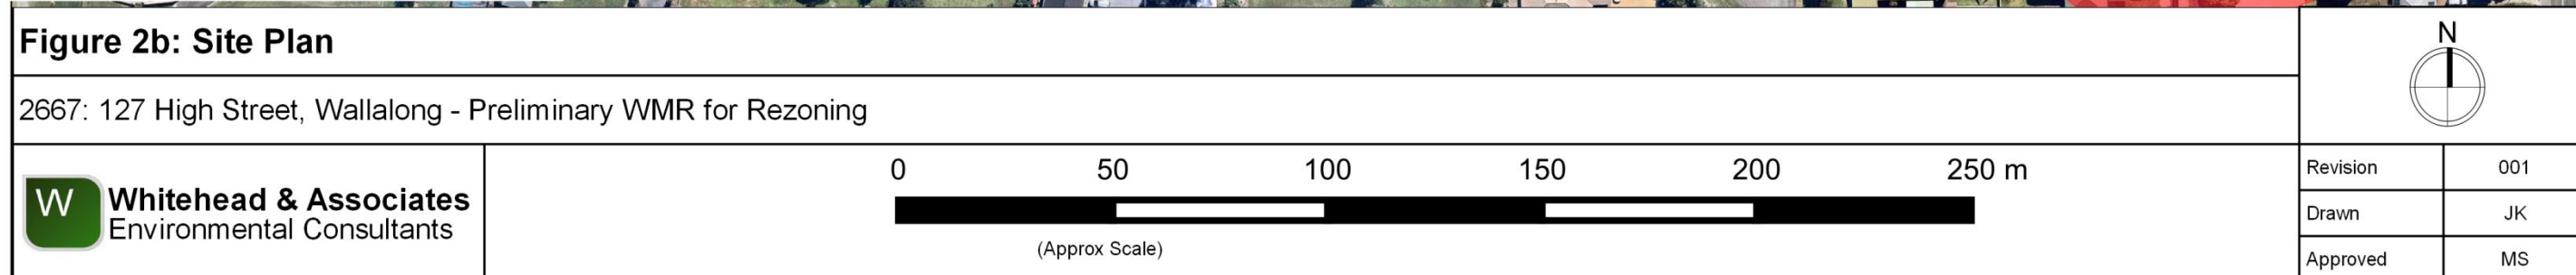 Figure 2b: Site Plan
N
2667: 127 High Street, Wallalong - Preliminary WMR for Rezoning
W
Whitehead & Associates
Environmental Consultants
0 50 100 150 200 250 m
(Approx Scale)
Revision 001
Drawn JK
Approved MS